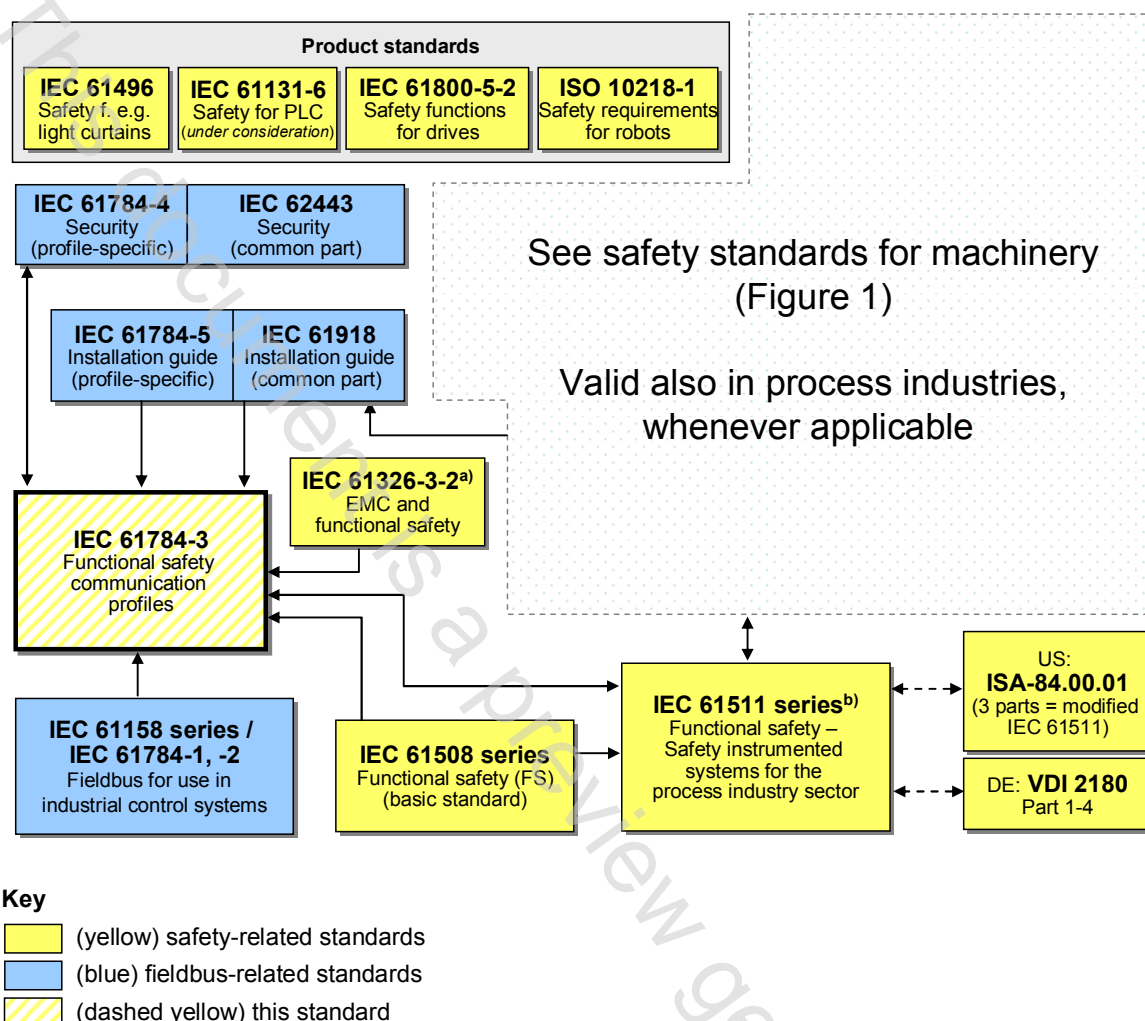 Product standards
IEC 61496
Safety f. e.g.
light curtains
IEC 61131-6
Safety for PLC
(under consideration)
IEC 61800-5-2
Safety functions
for drives
ISO 10218-1
Safety requirements
for robots
IEC 61784-4
Security
(profile-specific)
IEC 62443
Security
(common part)
See safety standards for machinery
(Figure 1)
Valid also in process industries,
whenever applicable
IEC 61784-5
Installation guide
(profile-specific)
IEC 61918
Installation guide
(common part)
IEC 61326-3-2a)
EMC and
functional safety
IEC 61784-3
Functional safety
communication
profiles
IEC 61158 series /
IEC 61784-1, -2
Fieldbus for use in
industrial control systems
IEC 61508 series
Functional safety (FS)
(basic standard)
IEC 61511 seriesb)
Functional safety –
Safety instrumented
systems for the
process industry sector
US:
ISA-84.00.01
(3 parts = modified
IEC 61511)
DE: VDI 2180
Part 1-4
Key
(yellow) safety-related standards
(blue) fieldbus-related standards
(dashed yellow) this standard
This document is a preview ge